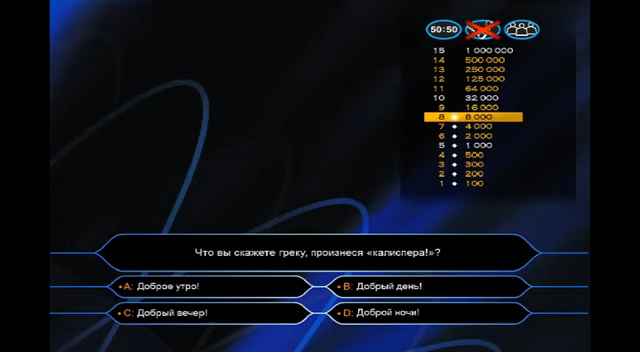 50:50
15 1 000 000
14 500 000
13 250 000
12 125 000
11 64 000
10 32 000
9 16 000
8 8 000
7 4 000
6 2 000
5 1 000
4 500
3 300
2 200
1 100
Что вы скажете греку, произнеся «калиспера!»?
A: Доброе утро!
B: Добрый день!
C: Добрый вечер!
D: Доброй ночи!